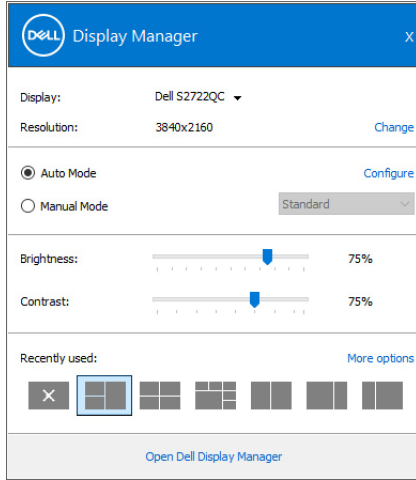 DELL Display Manager X
Display: Dell S2722QC
Resolution: 3840x2160 Change
Auto Mode Configure
Manual Mode Standard
Brightness: 75%
Contrast: 75%
Recently used: More options
Open Dell Display Manager